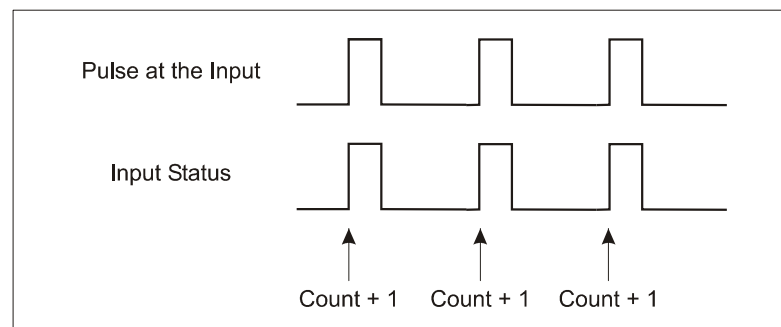 Pulse at the Input
Input Status
Count + 1 Count + 1 Count + 1